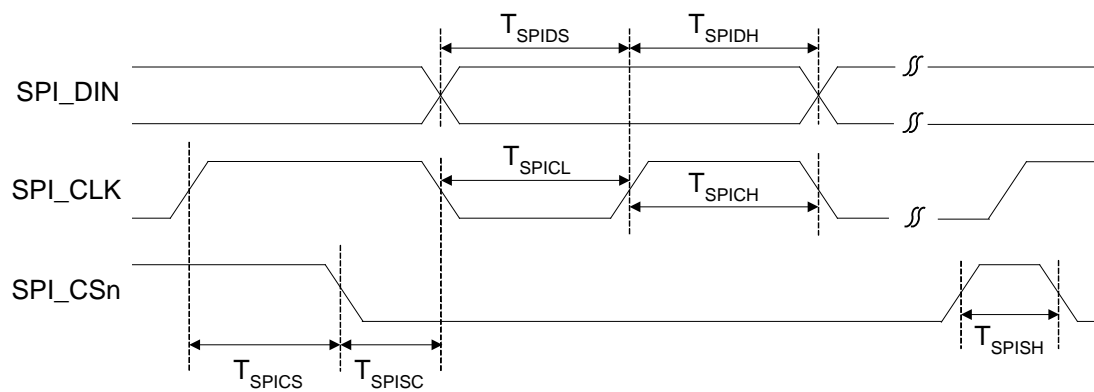 T_SPIDS T_SPIDH
SPI_DIN
T_SPICL
SPI_CLK
T_SPICH
SPI_CSn
T_SPICS T_SPISC T_SPISH